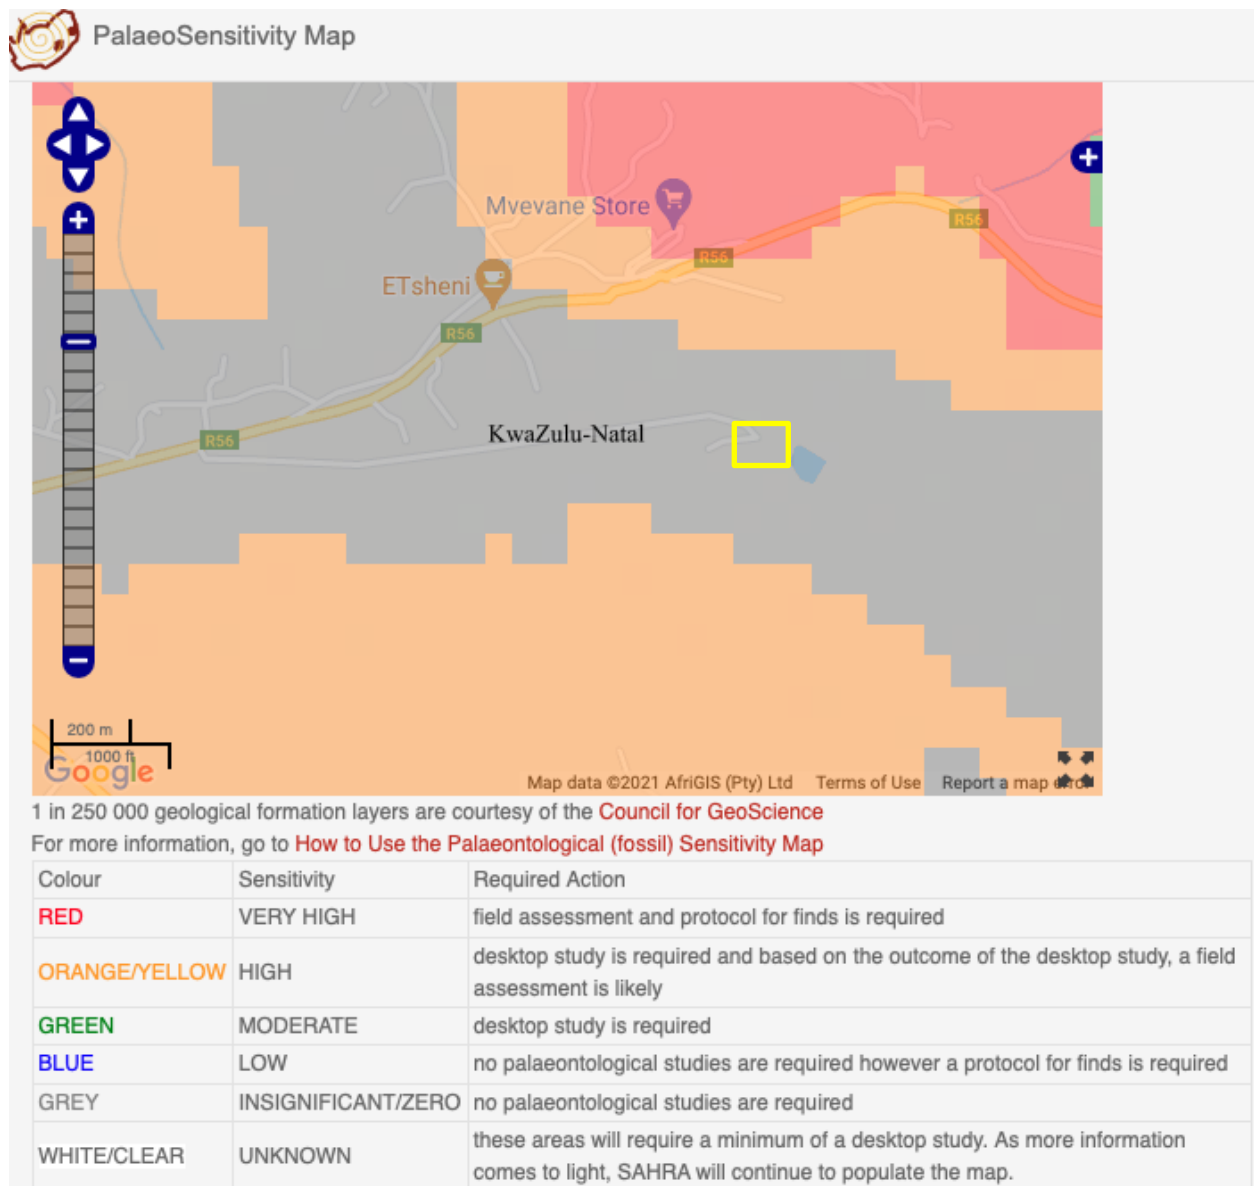 PalaeoSensitivity Map
Mvevane Store
R56
ETsheni
R56
R56
KwaZulu-Natal
R56
200 m
1000 ft
Google
Map data ©2021 AfriGIS (Pty) Ltd Terms of Use Report a map error
1 in 250 000 geological formation layers are courtesy of the Council for GeoScience
For more information, go to How to Use the Palaeontological (fossil) Sensitivity Map
Colour Sensitivity Required Action
RED VERY HIGH field assessment and protocol for finds is required
ORANGE/YELLOW HIGH desktop study is required and based on the outcome of the desktop study, a field
assessment is likely
GREEN MODERATE desktop study is required
BLUE LOW no palaeontological studies are required however a protocol for finds is required
GREY INSIGNIFICANT/ZERO no palaeontological studies are required
WHITE/CLEAR UNKNOWN these areas will require a minimum of a desktop study. As more information
comes to light, SAHRA will continue to populate the map.